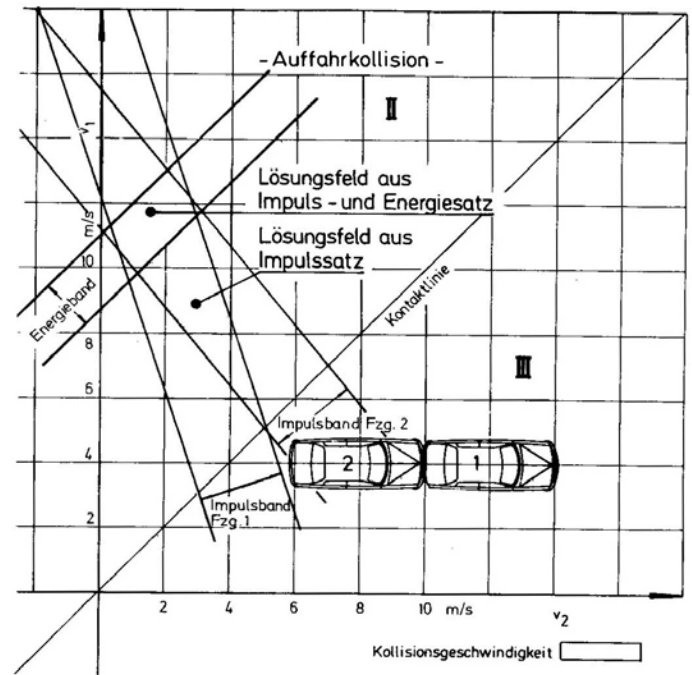 - Auffahrkollision -
II
v1
Lösungsfeld aus
Impuls - und Energiesatz
m/s
Lösungsfeld aus
Impulssatz
10
Kontaktlinie
Energieband
8
III
6
Impulsband Fzg. 2
4
2
1
Impulsband
Fzg. 1
2
2 4 6 8 10 m/s v2
Kollisionsgeschwindigkeit